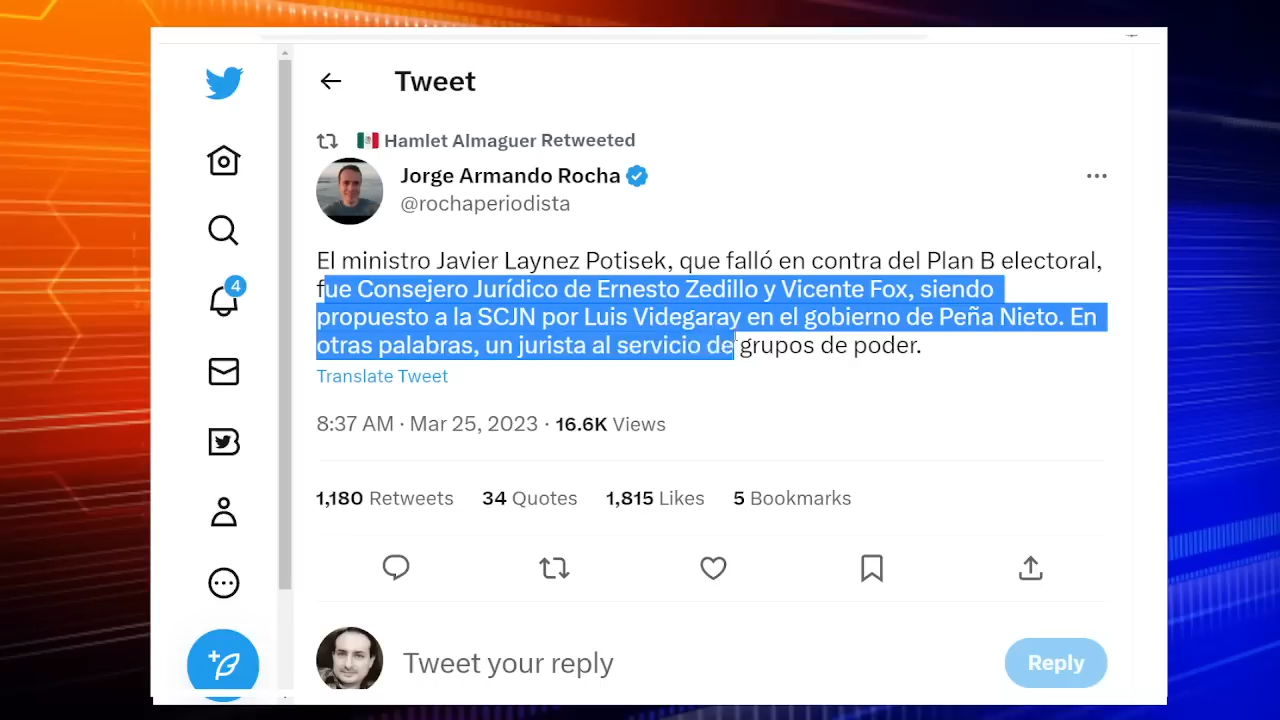 Tweet
Hamlet Almaguer Retweeted
Jorge Armando Rocha
@rochaperiodista
4
El ministro Javier Laynez Potisek, que falló en contra del Plan B electoral,
fue Consejero Jurídico de Ernesto Zedillo y Vicente Fox, siendo
propuesto a la SCJN por Luis Videgaray en el gobierno de Peña Nieto. En
otras palabras, un jurista al servicio de grupos de poder.
Translate Tweet
8:37 AM · Mar 25, 2023 · 16.6K Views
1,180 Retweets 34 Quotes 1,815 Likes 5 Bookmarks
Tweet your reply
Reply